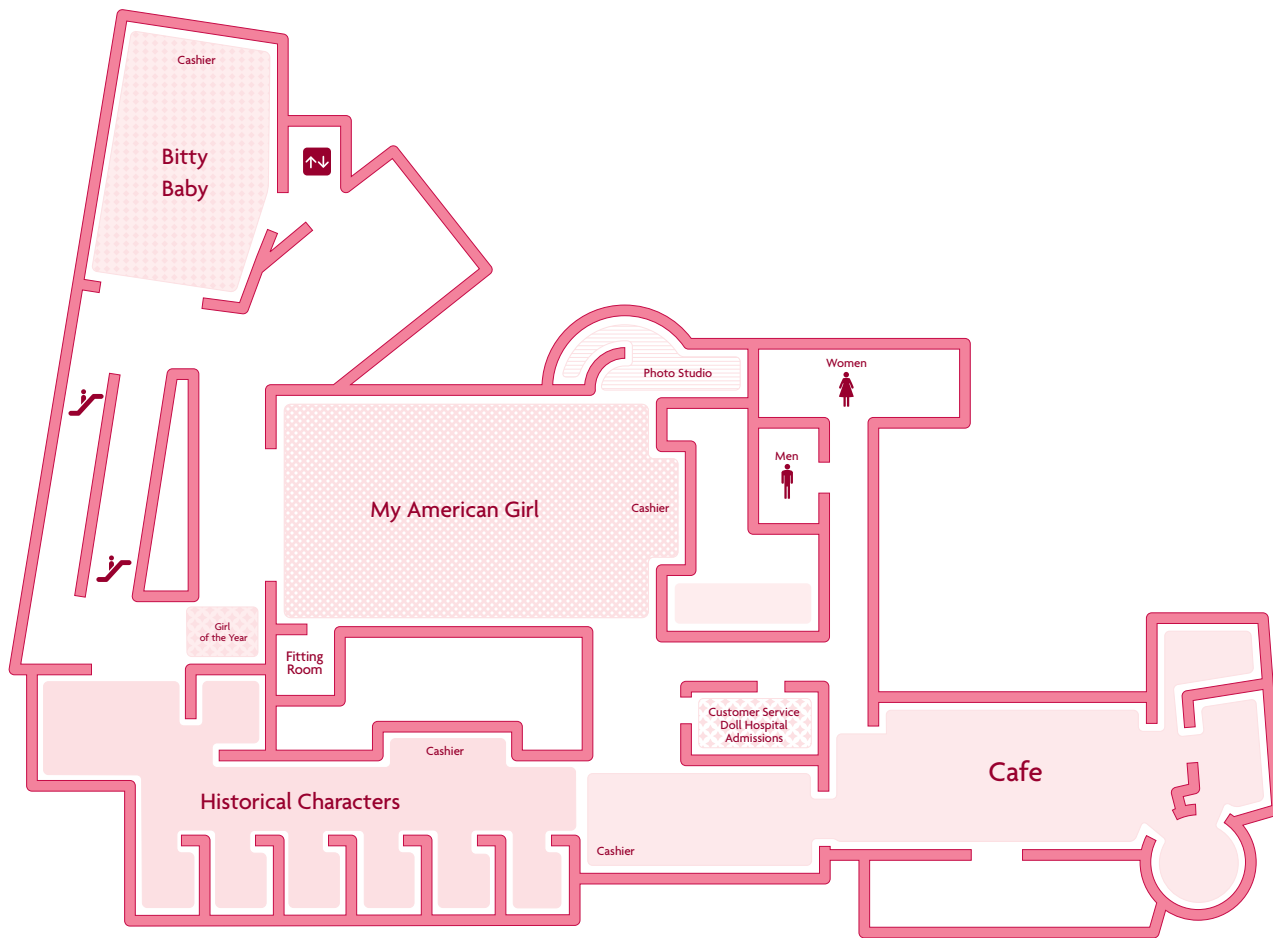 Cashier
Bitty
Baby
Women
Photo Studio
Men
My American Girl
Cashier
Girl
of the Year
Fitting
Room
Customer Service
Doll Hospital
Admissions
Cashier
Cafe
Historical Characters
Cashier